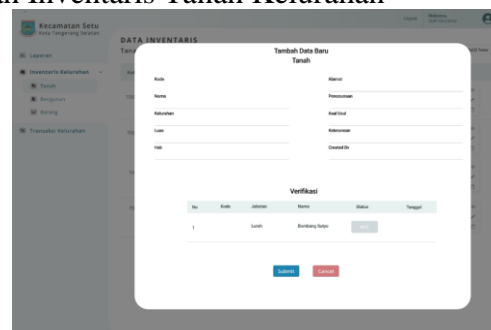 Inventaris Tanah Kelurahan
Kecamatan Setu
Kota Tangerang Selatan
Laporan
Inventaris Kelurahan
Tanah
Bangunan
Barang
Transaksi Kelurahan
Logout
DATA INVENTARIS
Tambah Data Baru
Tanah
Kode
Alamat
Nama
Penggunaan
Kelurahan
Asal Usul
Luas
Keterangan
Hak
Created By
Verifikasi
No Kode Jabatan Nama Status Tanggal
1 Lurah Bambang Setyo
Submit Cancel